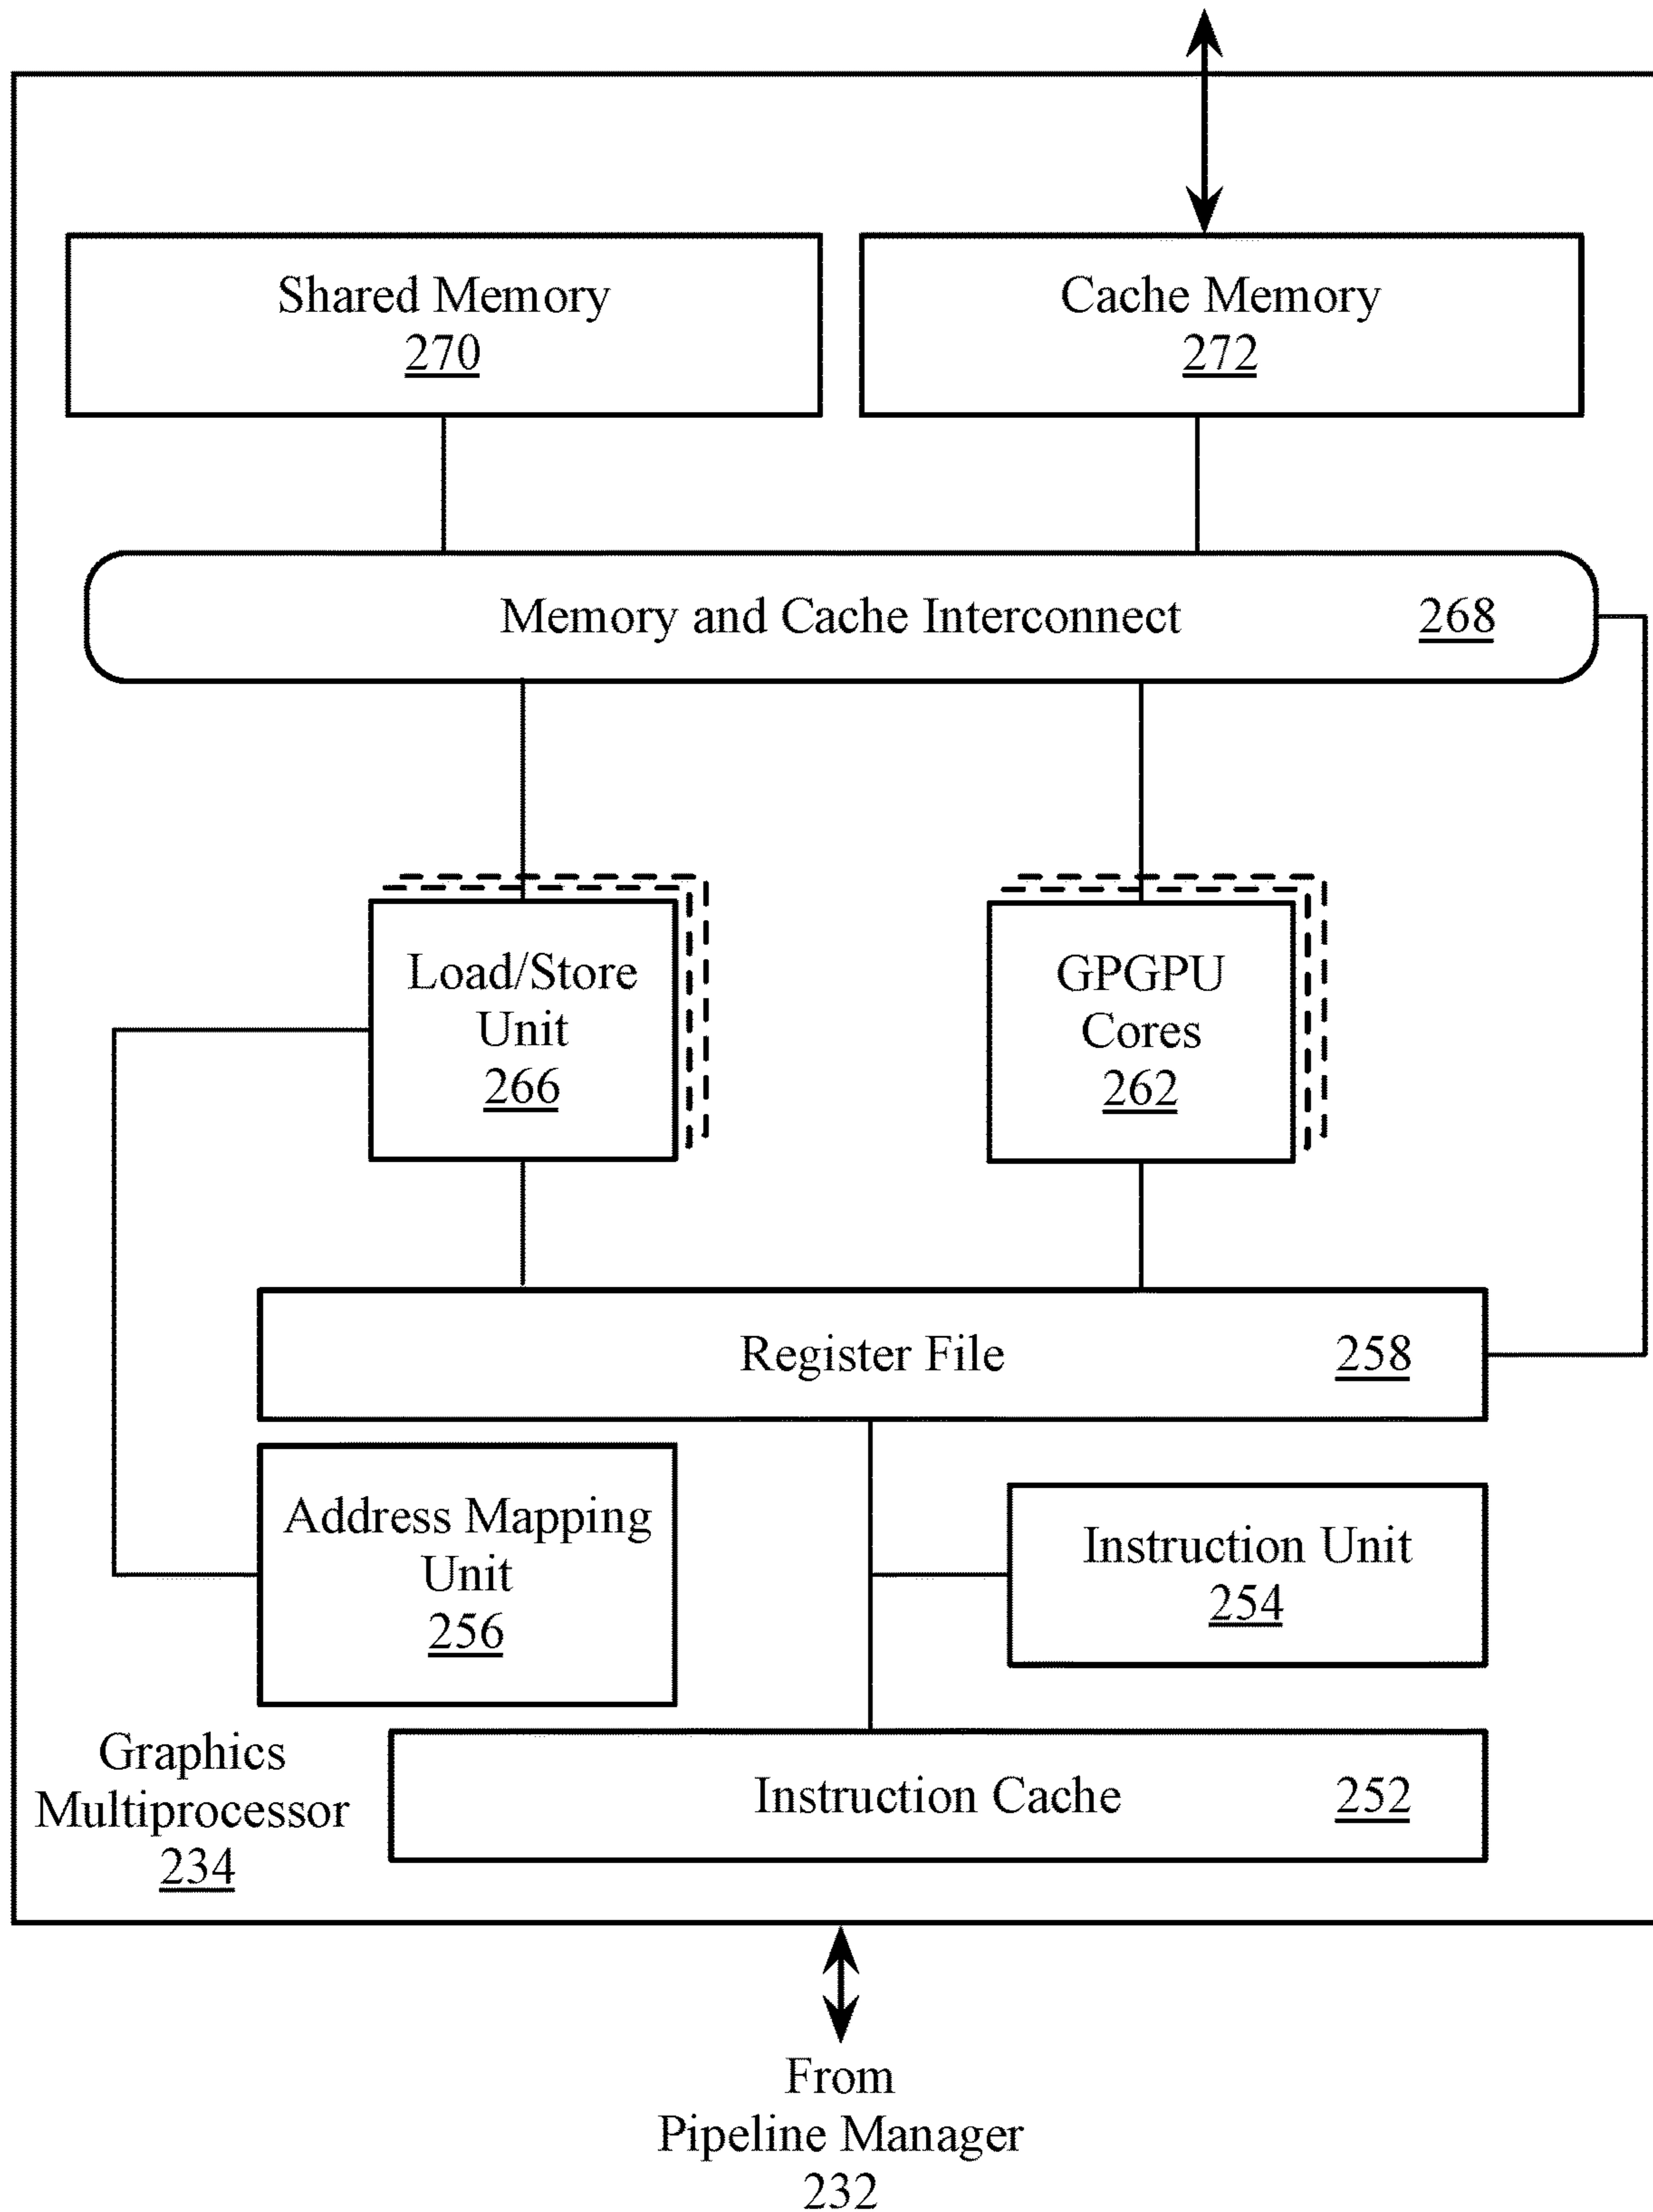 Shared Memory
270
Cache Memory
272
Memory and Cache Interconnect 268
Load/Store
Unit
266
GPGPU
Cores
262
Register File 258
Address Mapping
Unit
256
Instruction Unit
254
Graphics
Multiprocessor
234
Instruction Cache 252
From
Pipeline Manager
232